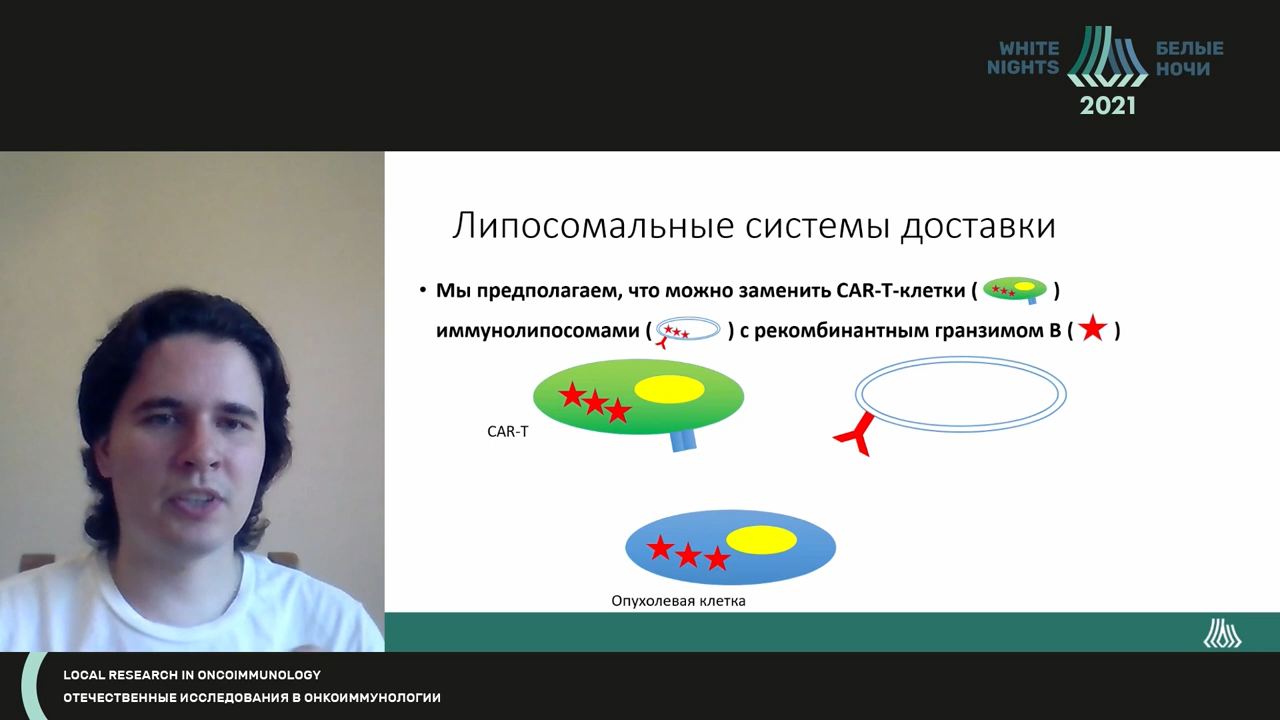 WHITE NIGHTS
БЕЛЫЕ НОЧИ
2021
Липосомальные системы доставки
• Мы предполагаем, что можно заменить CAR-T-клетки ( )
иммунолипосомами ( ) с рекомбинантным гранзимом B ( )
CAR-T
Опухолевая клетка
LOCAL RESEARCH IN ONCOIMMUNOLOGY
ОТЕЧЕСТВЕННЫЕ ИССЛЕДОВАНИЯ В ОНКОИММУНОЛОГИИ